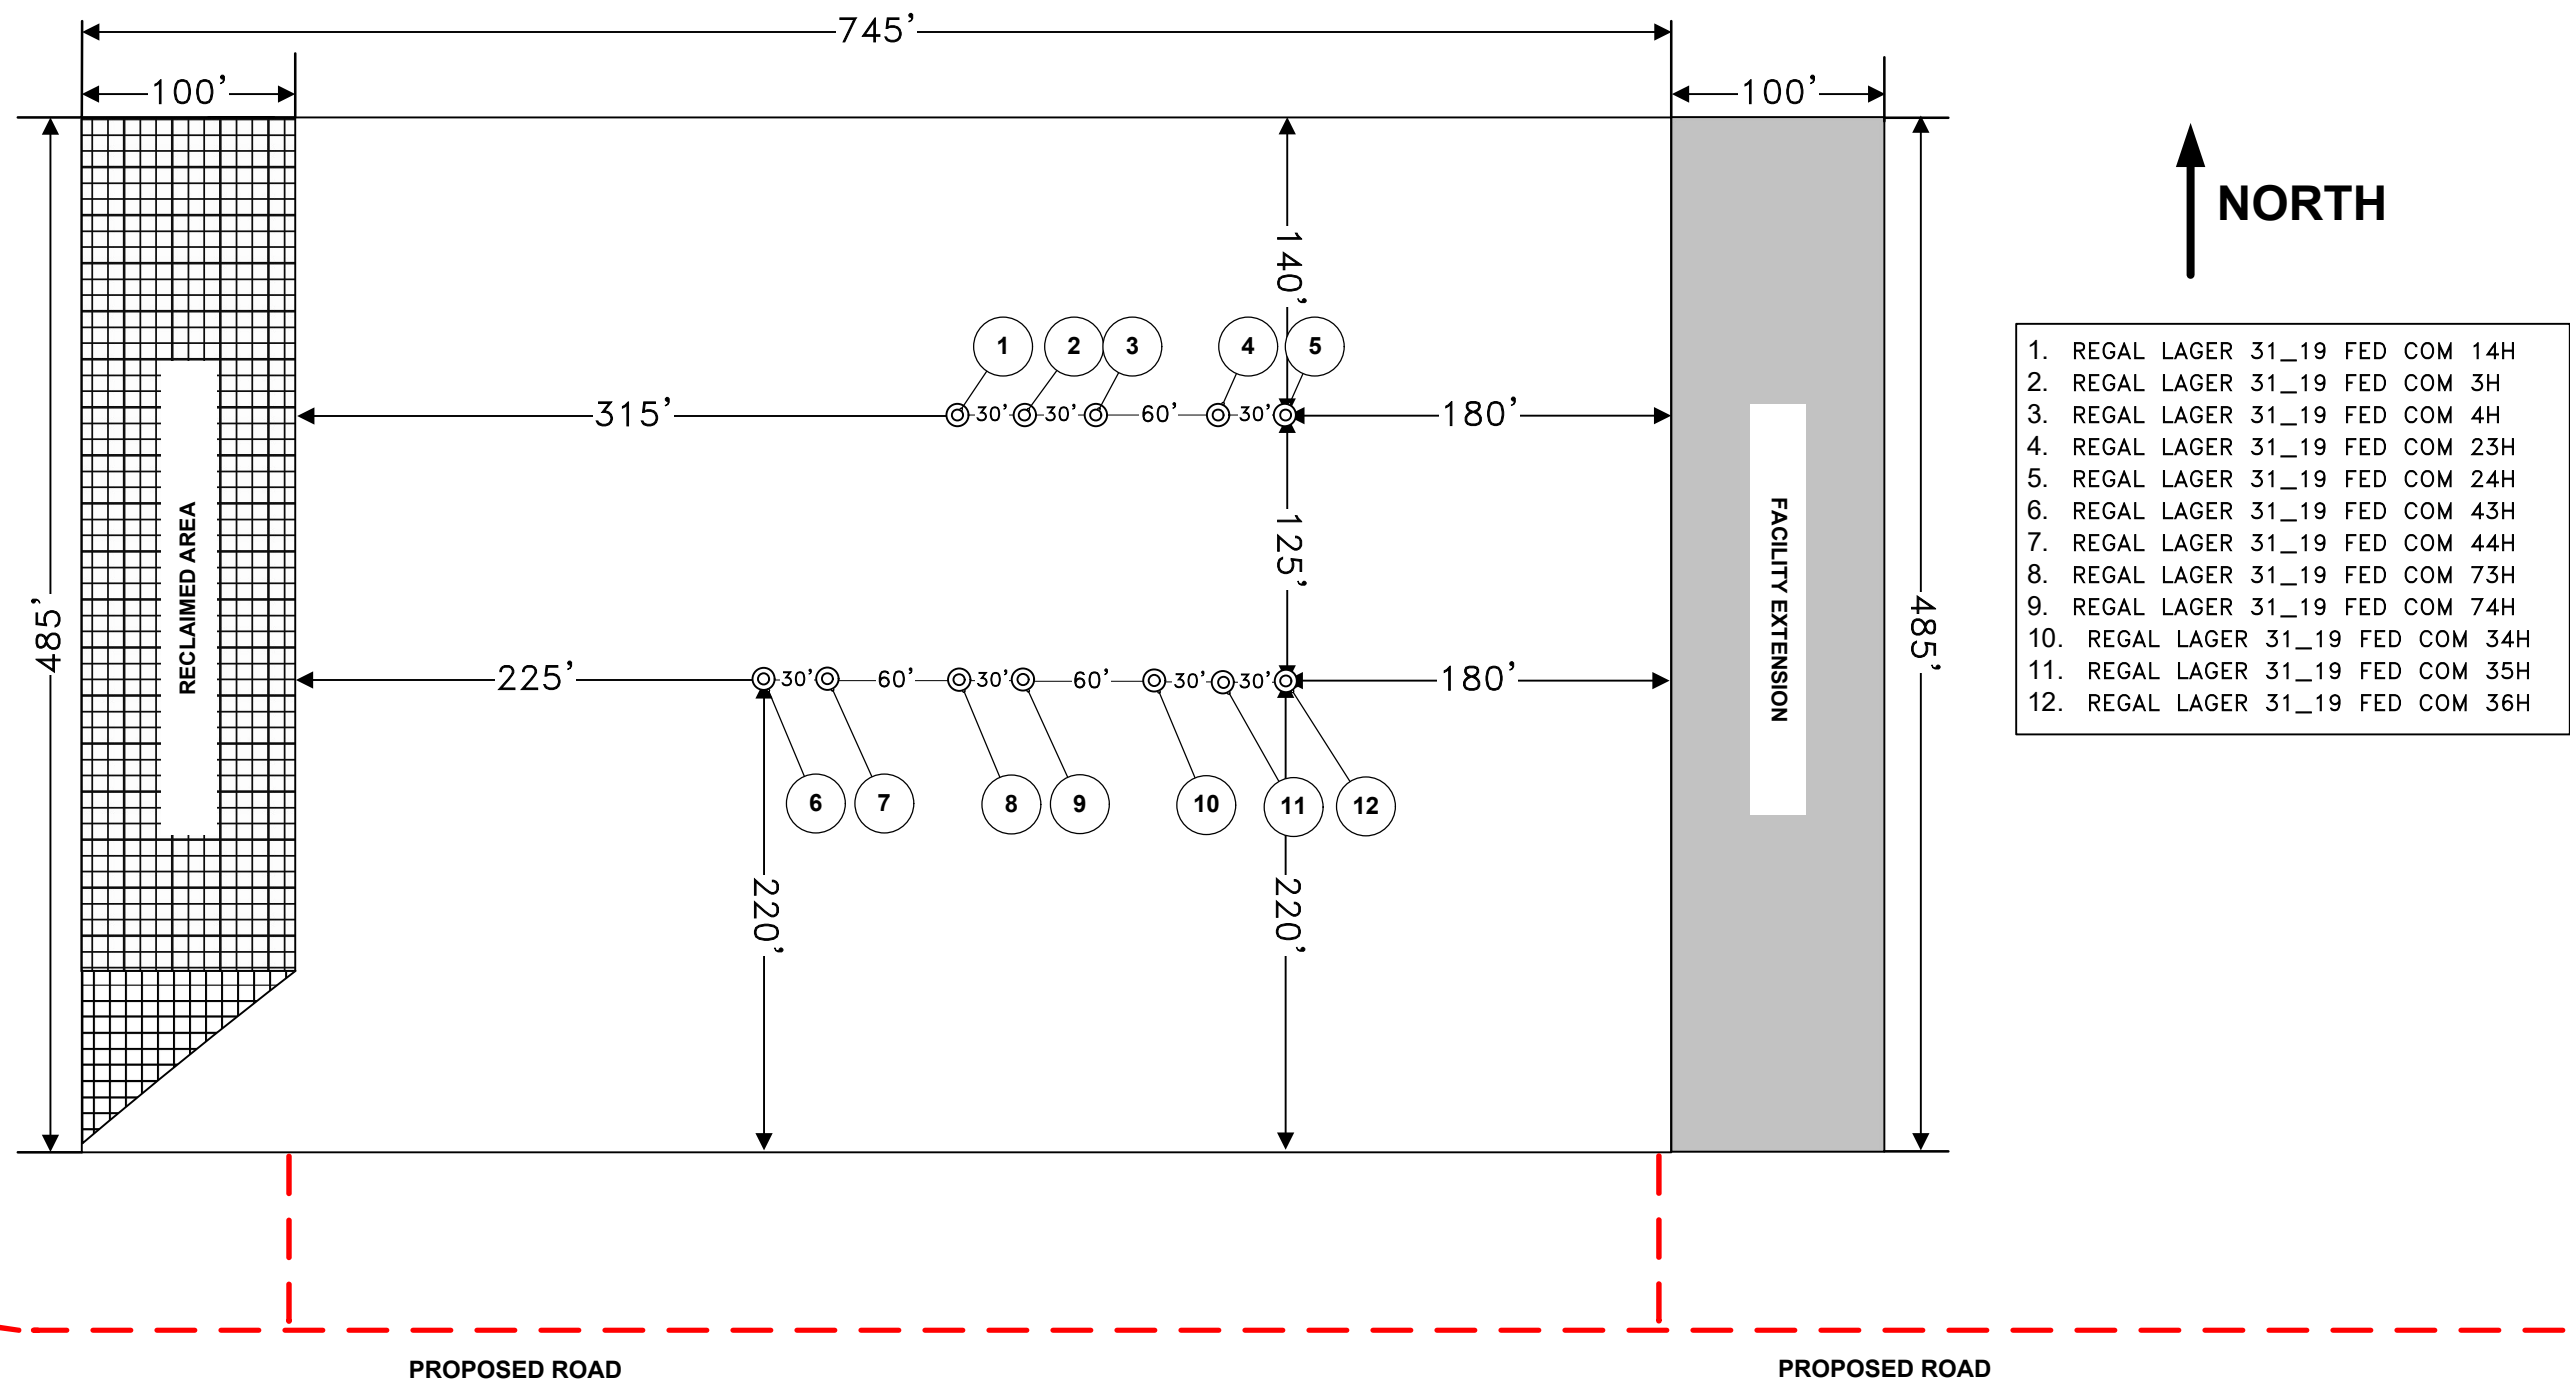 745'
100'
100'
NORTH
140'
1
2
3
4
5
315'
30'
30'
60'
30'
180'
1. REGAL LAGER 31_19 FED COM 14H
2. REGAL LAGER 31_19 FED COM 3H
3. REGAL LAGER 31_19 FED COM 4H
4. REGAL LAGER 31_19 FED COM 23H
5. REGAL LAGER 31_19 FED COM 24H
6. REGAL LAGER 31_19 FED COM 43H
7. REGAL LAGER 31_19 FED COM 44H
8. REGAL LAGER 31_19 FED COM 73H
9. REGAL LAGER 31_19 FED COM 74H
10. REGAL LAGER 31_19 FED COM 34H
11. REGAL LAGER 31_19 FED COM 35H
12. REGAL LAGER 31_19 FED COM 36H
485'
RECLAIMED AREA
125'
FACILITY EXTENSION
485'
225'
30'
60'
30'
60'
30'
30'
180'
6
7
8
9
10
11
12
220'
220'
PROPOSED ROAD
PROPOSED ROAD